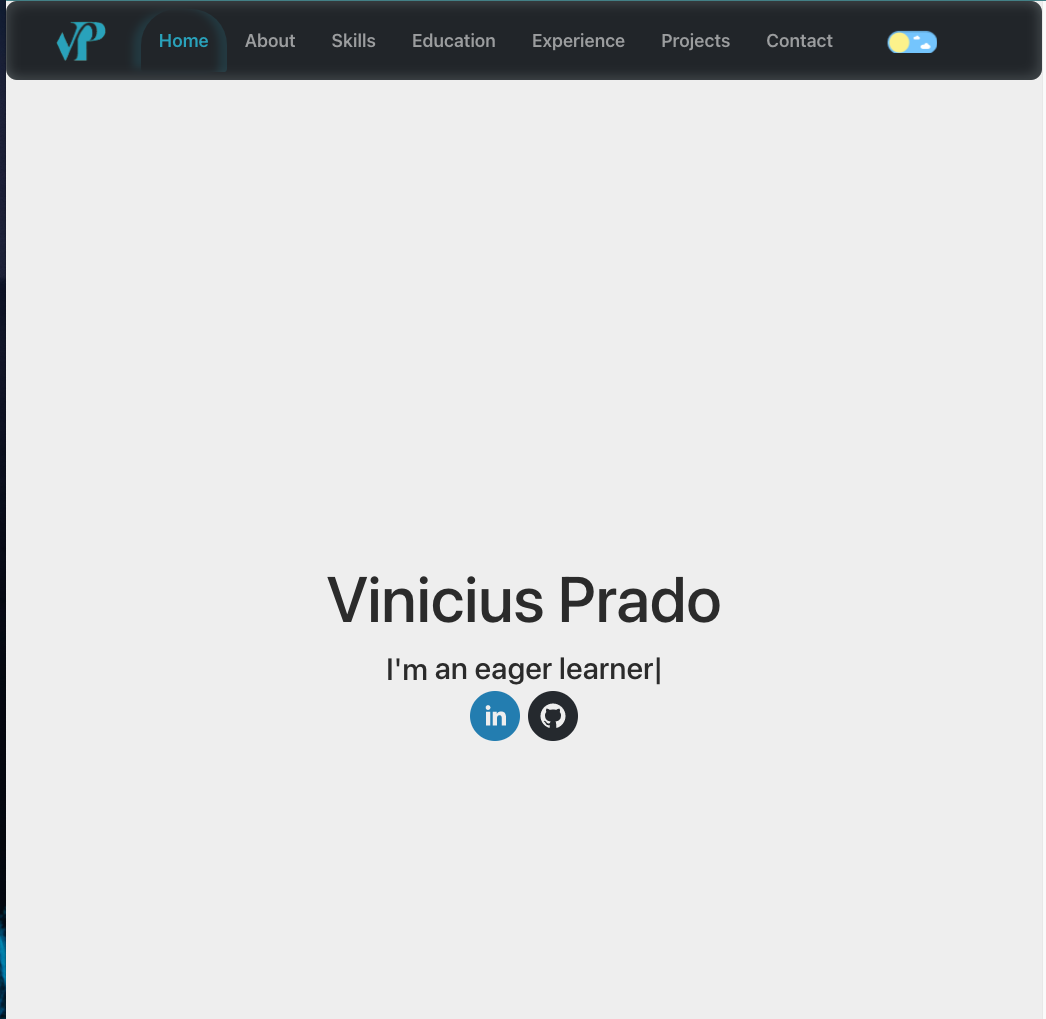 VP
Home About Skills Education Experience Projects Contact
Vinicius Prado
I'm an eager learner|
in